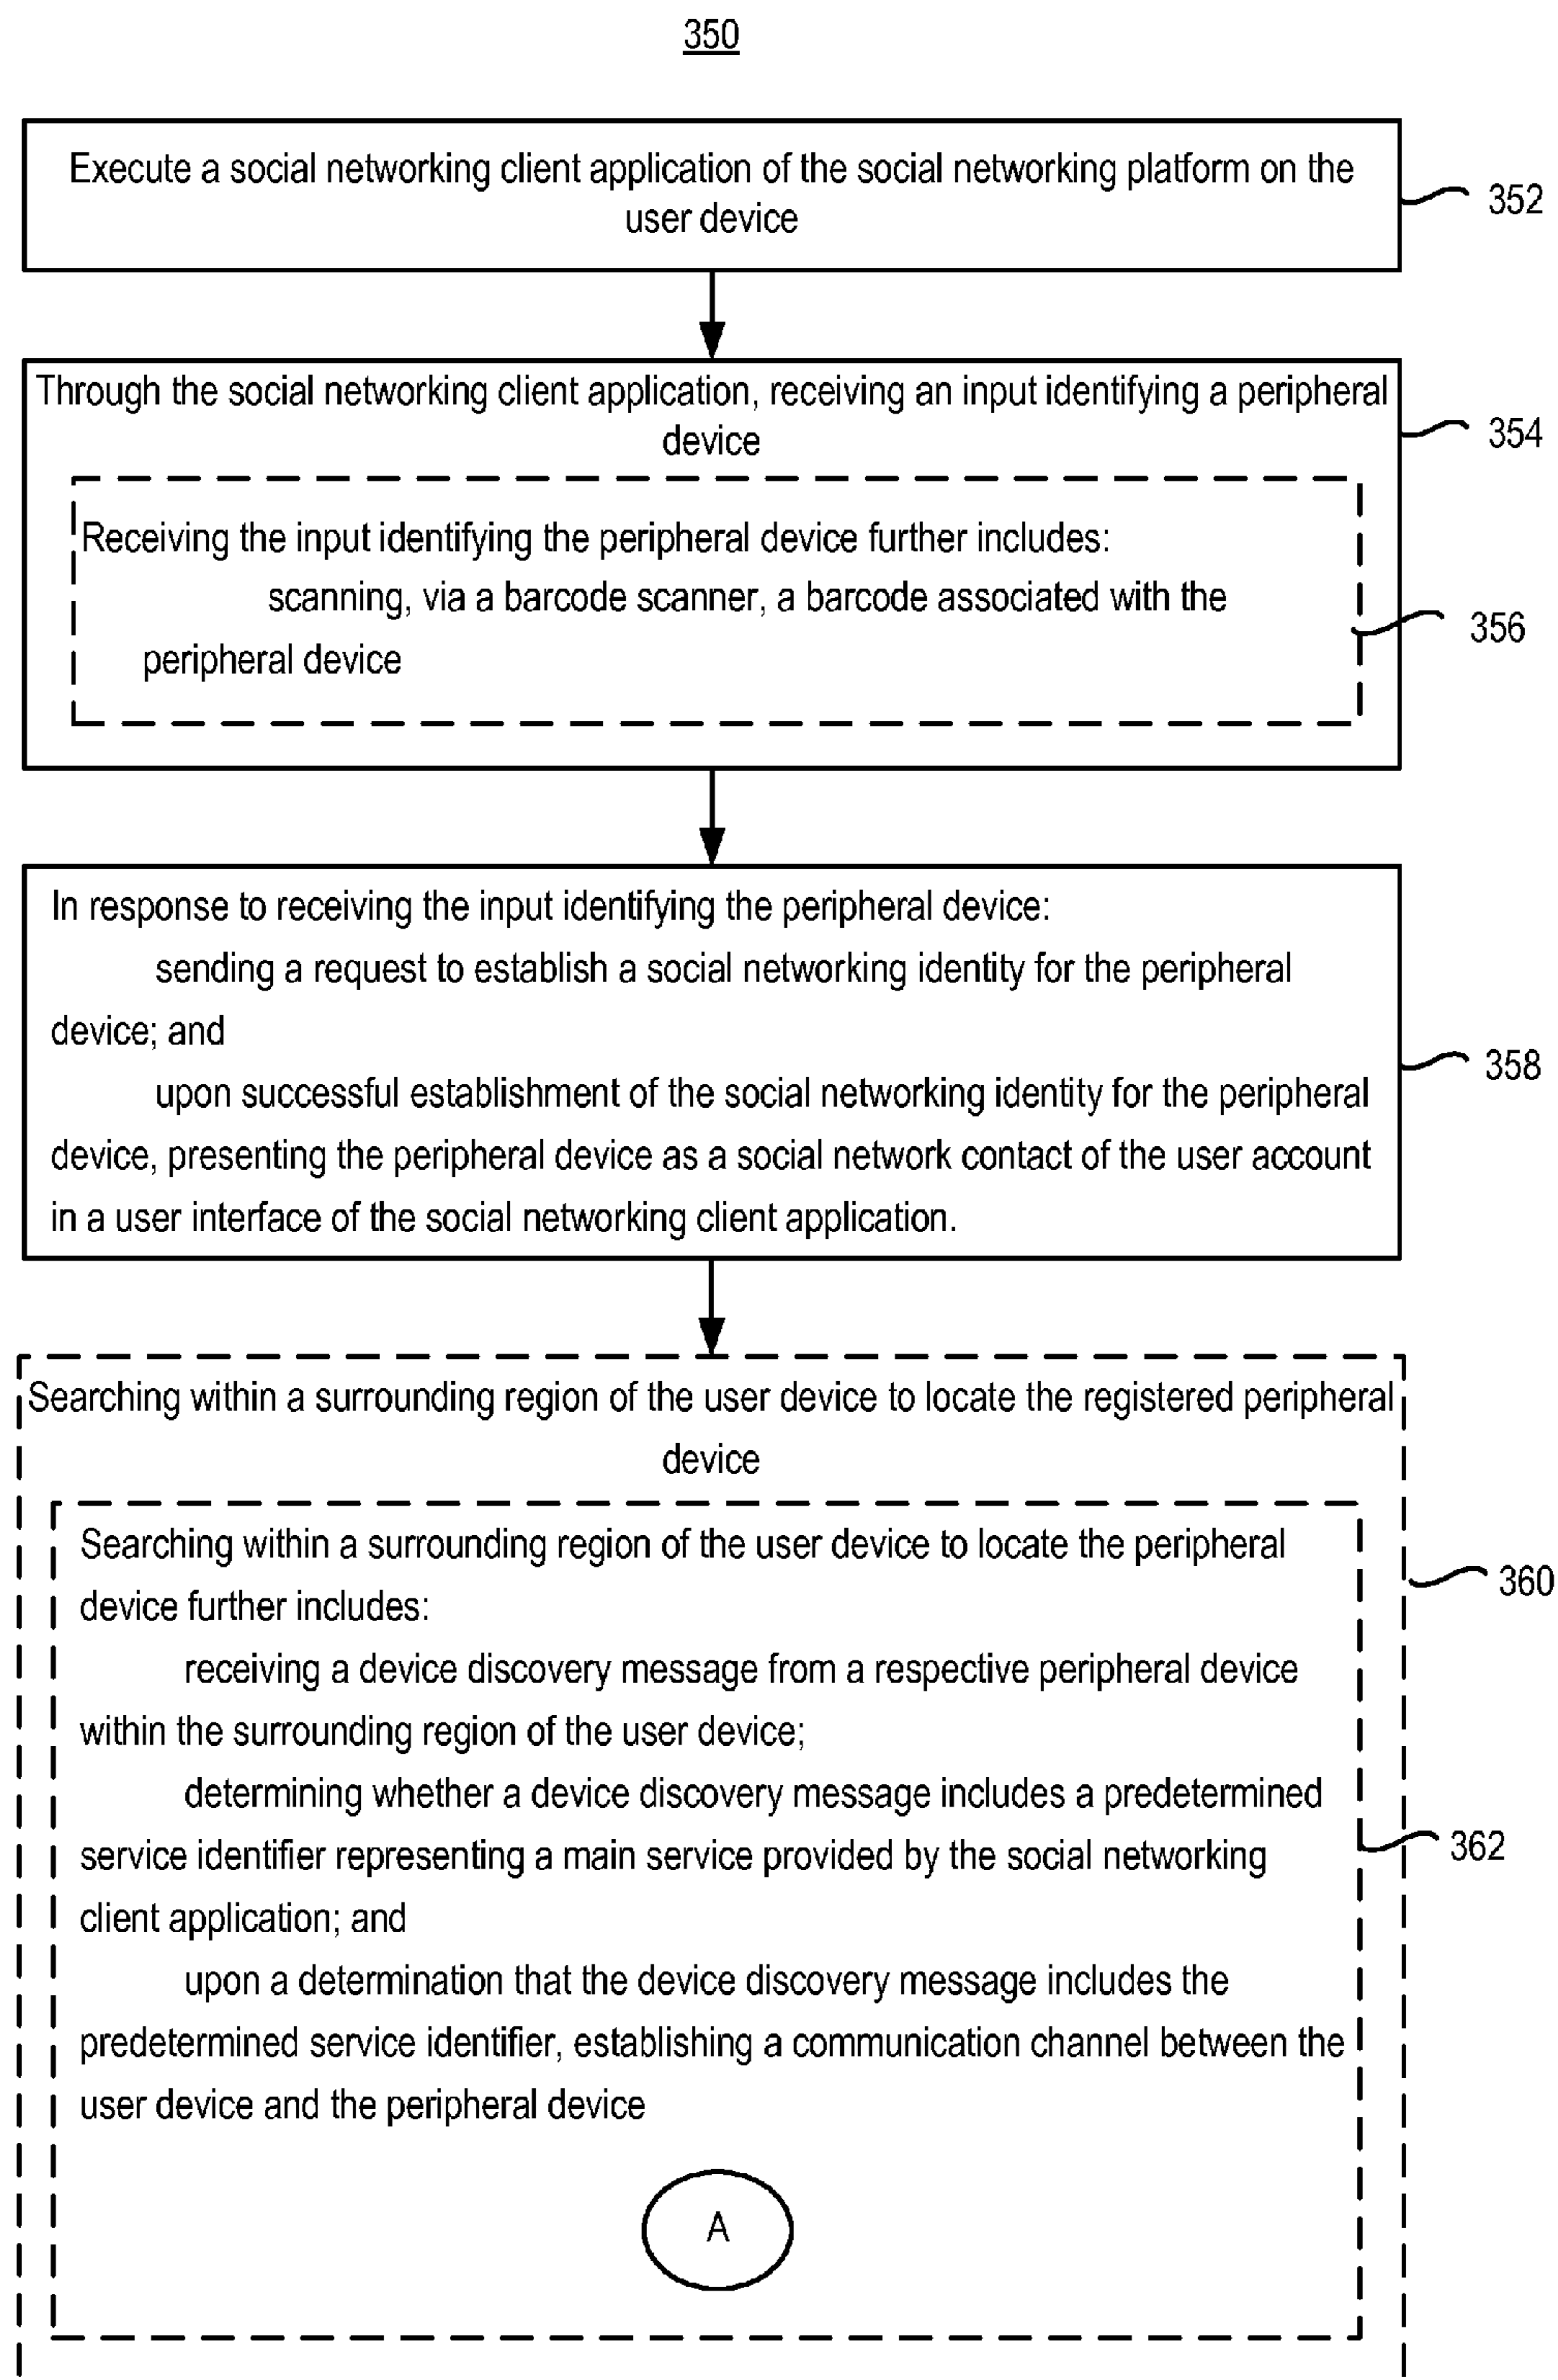 350
Execute a social networking client application of the social networking platform on the
user device
352
Through the social networking client application, receiving an input identifying a peripheral
device
354
Receiving the input identifying the peripheral device further includes:
scanning, via a barcode scanner, a barcode associated with the
peripheral device
356
In response to receiving the input identifying the peripheral device:
sending a request to establish a social networking identity for the peripheral
device; and
upon successful establishment of the social networking identity for the peripheral
device, presenting the peripheral device as a social network contact of the user account
in a user interface of the social networking client application.
358
Searching within a surrounding region of the user device to locate the registered peripheral
device
Searching within a surrounding region of the user device to locate the peripheral
device further includes:
receiving a device discovery message from a respective peripheral device
within the surrounding region of the user device;
determining whether a device discovery message includes a predetermined
service identifier representing a main service provided by the social networking
client application; and
upon a determination that the device discovery message includes the
predetermined service identifier, establishing a communication channel between the
user device and the peripheral device
360
362
A